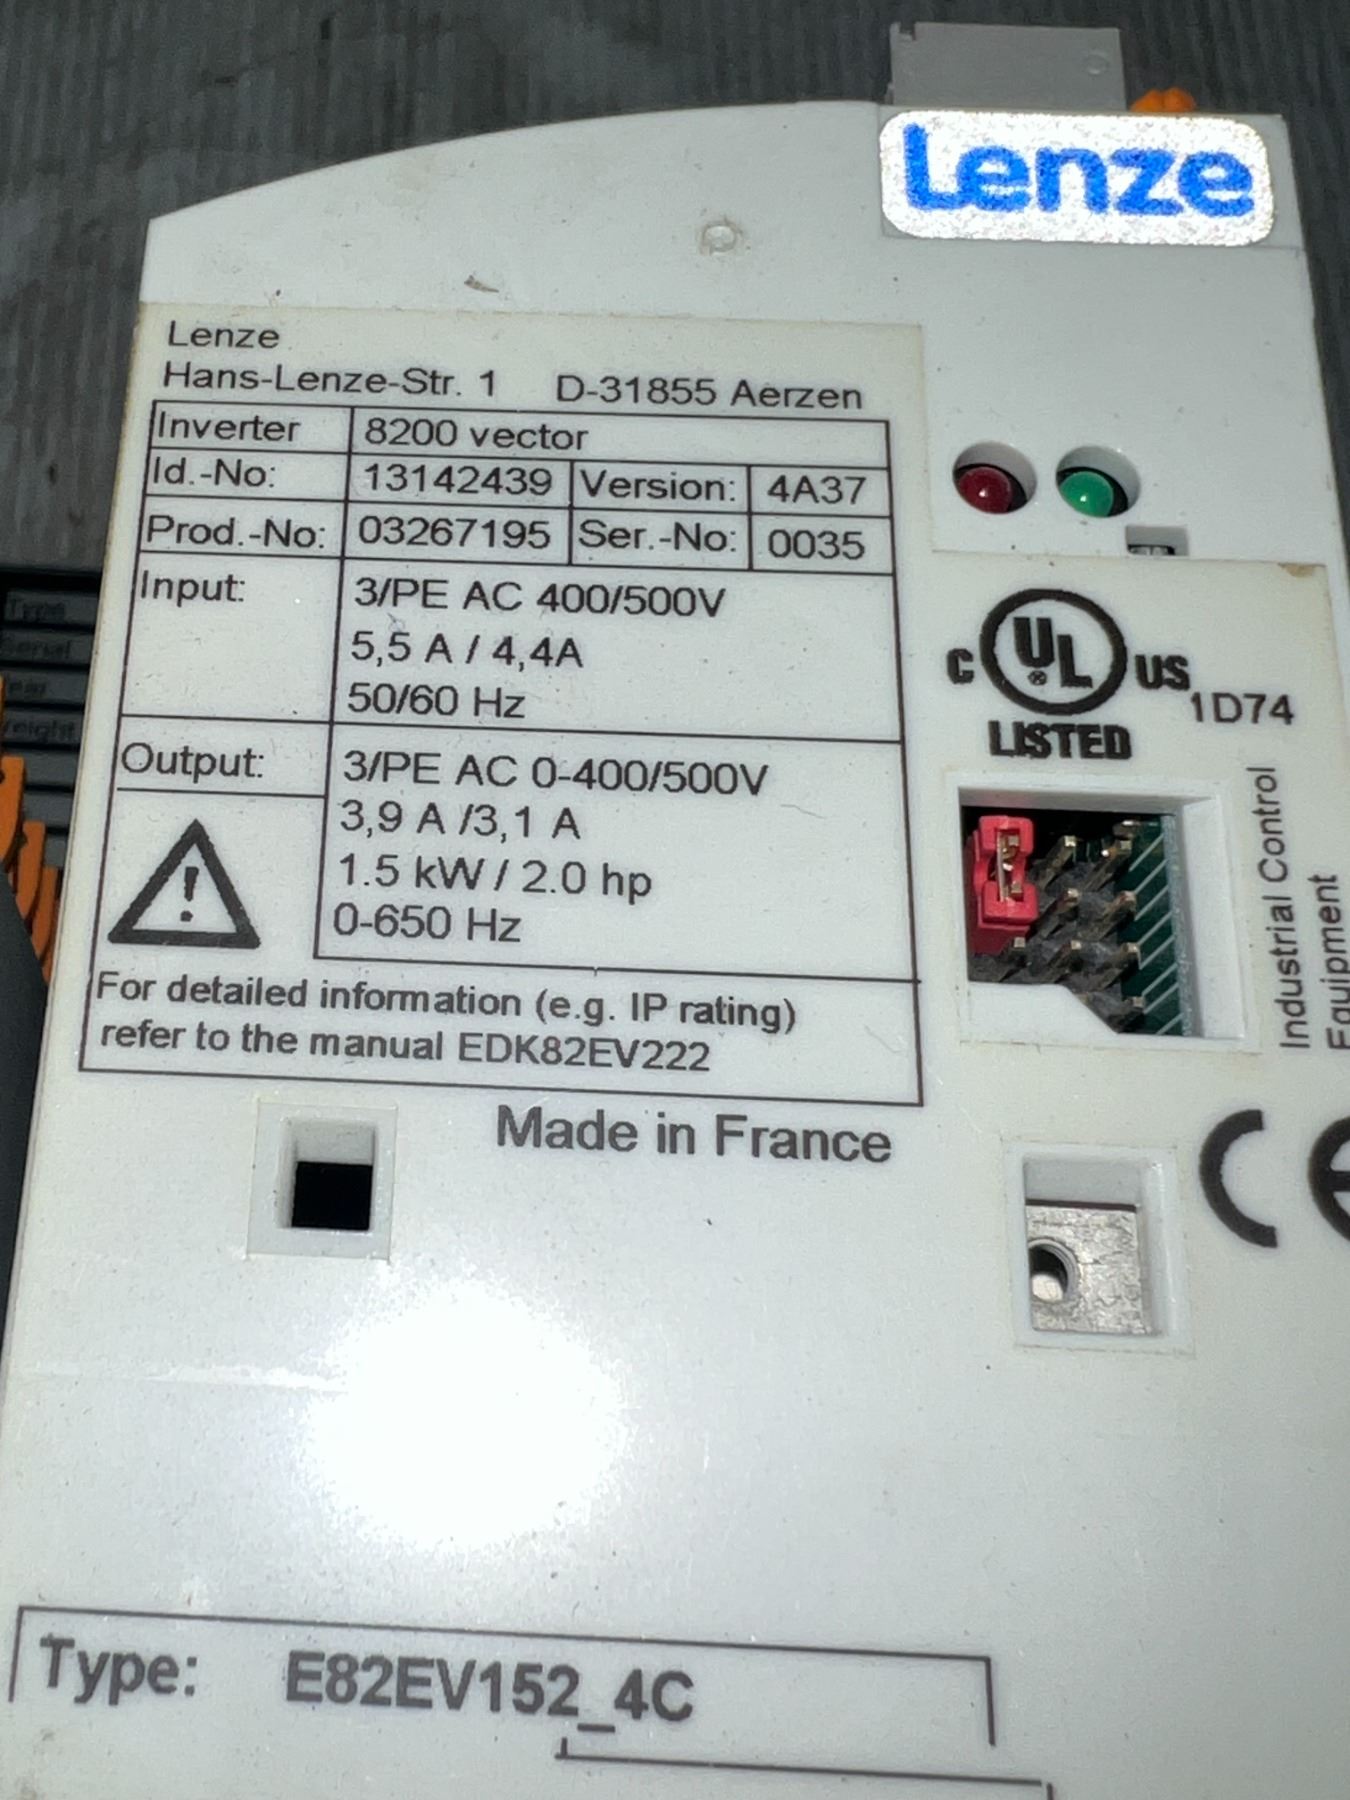 Lenze
Lenze
Hans-Lenze-Str. 1 D-31855 Aerzen
Inverter 8200 vector
Id.-No: 13142439 Version: 4A37
Prod.-No: 03267195 Ser.-No: 0035
Input: 3/PE AC 400/500V
5,5 A / 4,4A
50/60 Hz
Output: 3/PE AC 0-400/500V
3,9 A /3,1 A
1.5 kW / 2.0 hp
0-650 Hz
For detailed information (e.g. IP rating)
refer to the manual EDK82EV222
Made in France
C UL® US 1D74
LISTED
Industrial Control
Equipment
CE
Type: E82EV152_4C
Type
Serial